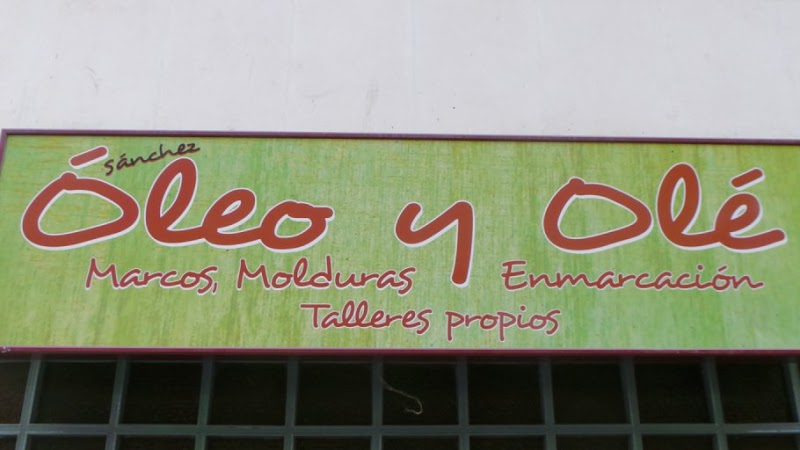 sánchez
Óleo y Olé
Marcos, Molduras Enmarcación
Talleres propios